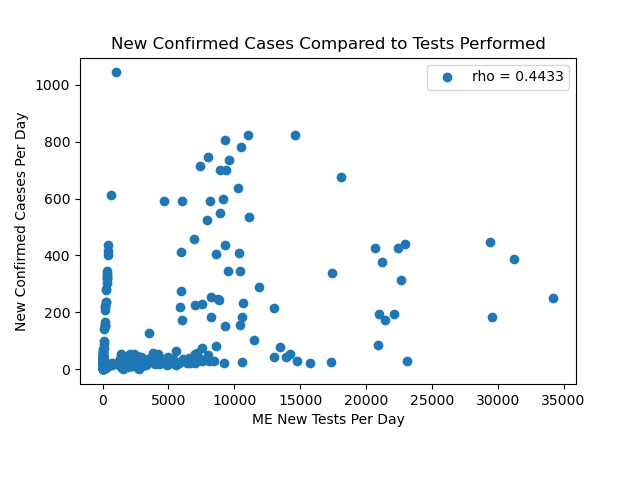 New Confirmed Cases Compared to Tests Performed
rho = 0.4433
New Confirmed Caeses Per Day
1000
800
600
400
200
0
0 5000 10000 15000 20000 25000 30000 35000
ME New Tests Per Day